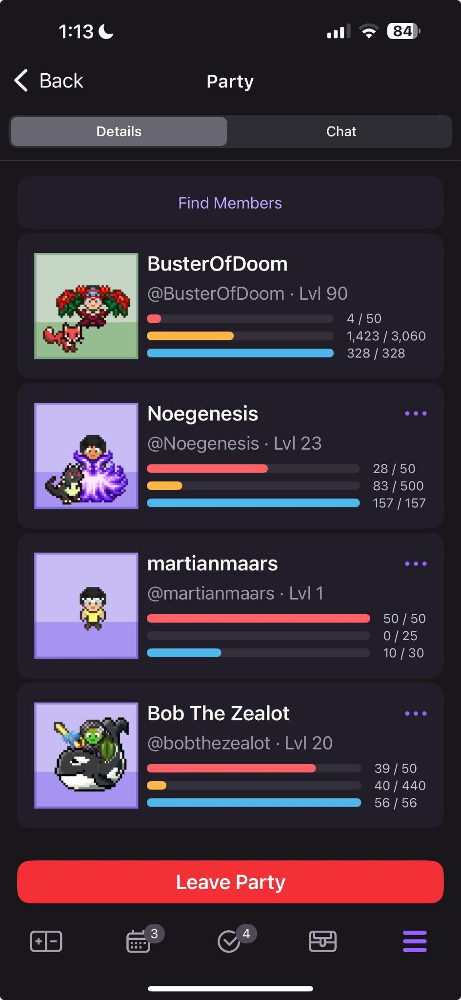 1:13
84
Back
Party
Details
Chat
Find Members
BusterOfDoom
@BusterOfDoom · Lvl 90
4 / 50
1,423 / 3,060
328 / 328
Noegenesis
@Noegenesis · Lvl 23
28 / 50
83 / 500
157 / 157
martianmaars
@martianmaars · Lvl 1
50 / 50
0 / 25
10 / 30
Bob The Zealot
@bobthezealot · Lvl 20
39 / 50
40 / 440
56 / 56
Leave Party
3
4